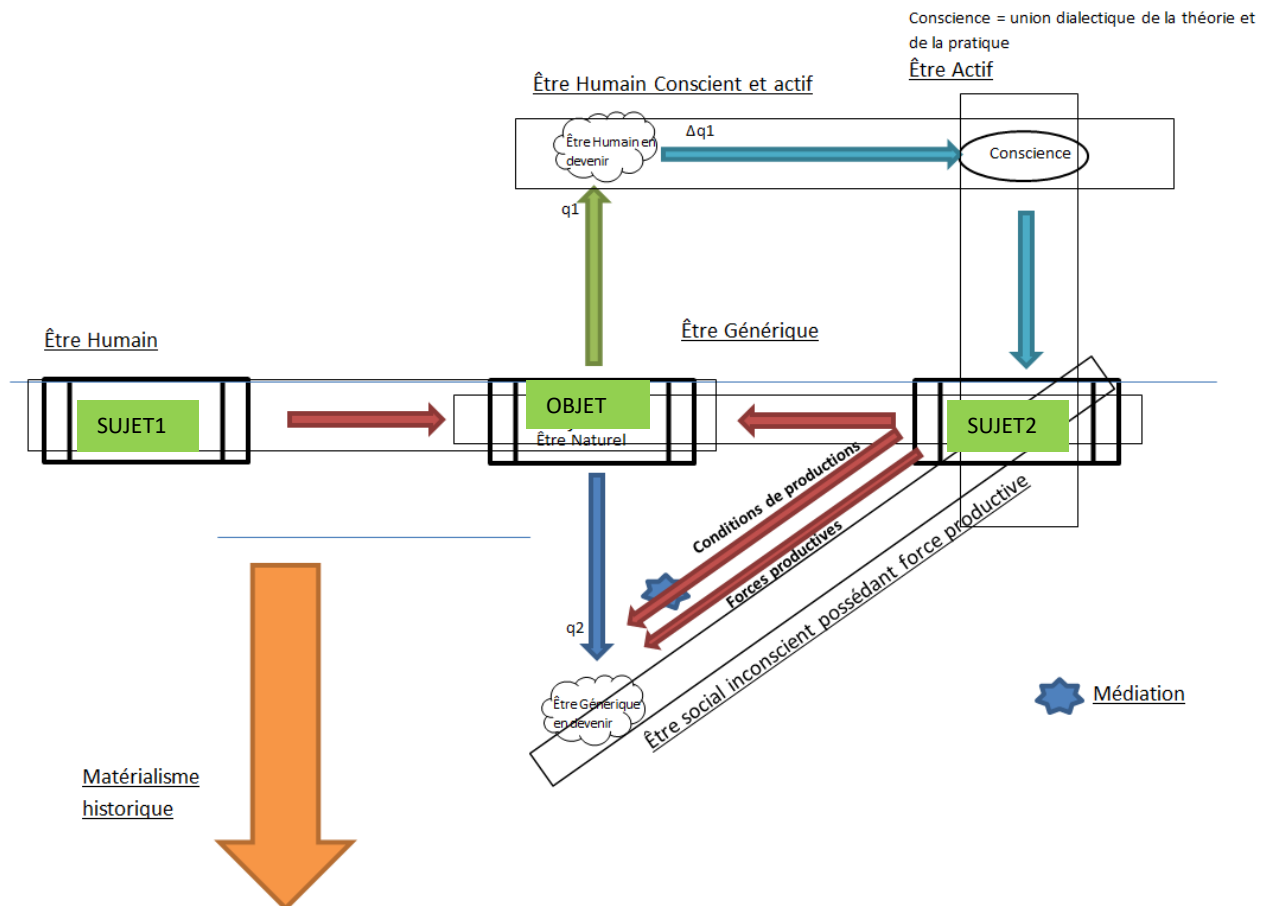 Conscience = union dialectique de la théorie et
de la pratique
Être Actif
Être Humain Conscient et actif
Être Humain en
devenir
Δq1
Conscience
q1
Être Humain
Être Générique
SUJET1
OBJET
Être Naturel
SUJET2
Conditions de productions
Forces productives
Être social inconscient possédant force productive
q2
Être Générique
en devenir
Médiation
Matérialisme
historique